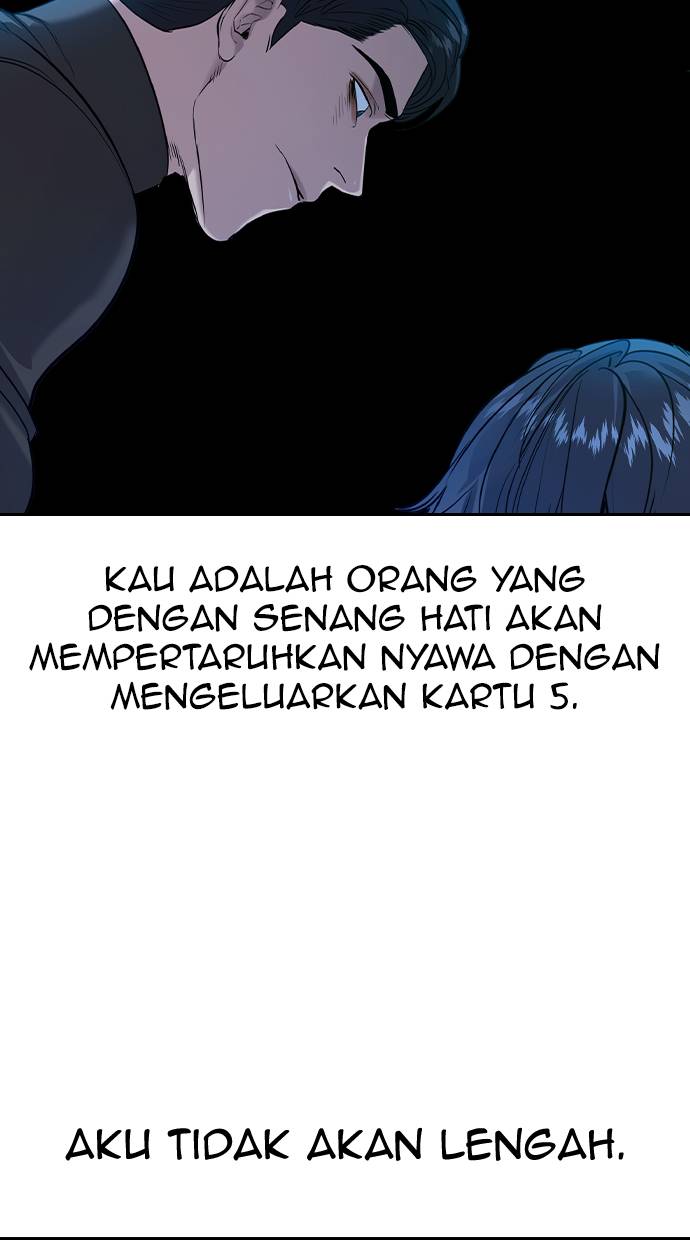 KAU ADALAH ORANG YANG
DENGAN SENANG HATI AKAN
MEMPERTARUHKAN NYAWA DENGAN
MENGELUARKAN KARTU 5.
AKU TIDAK AKAN LENGAH.